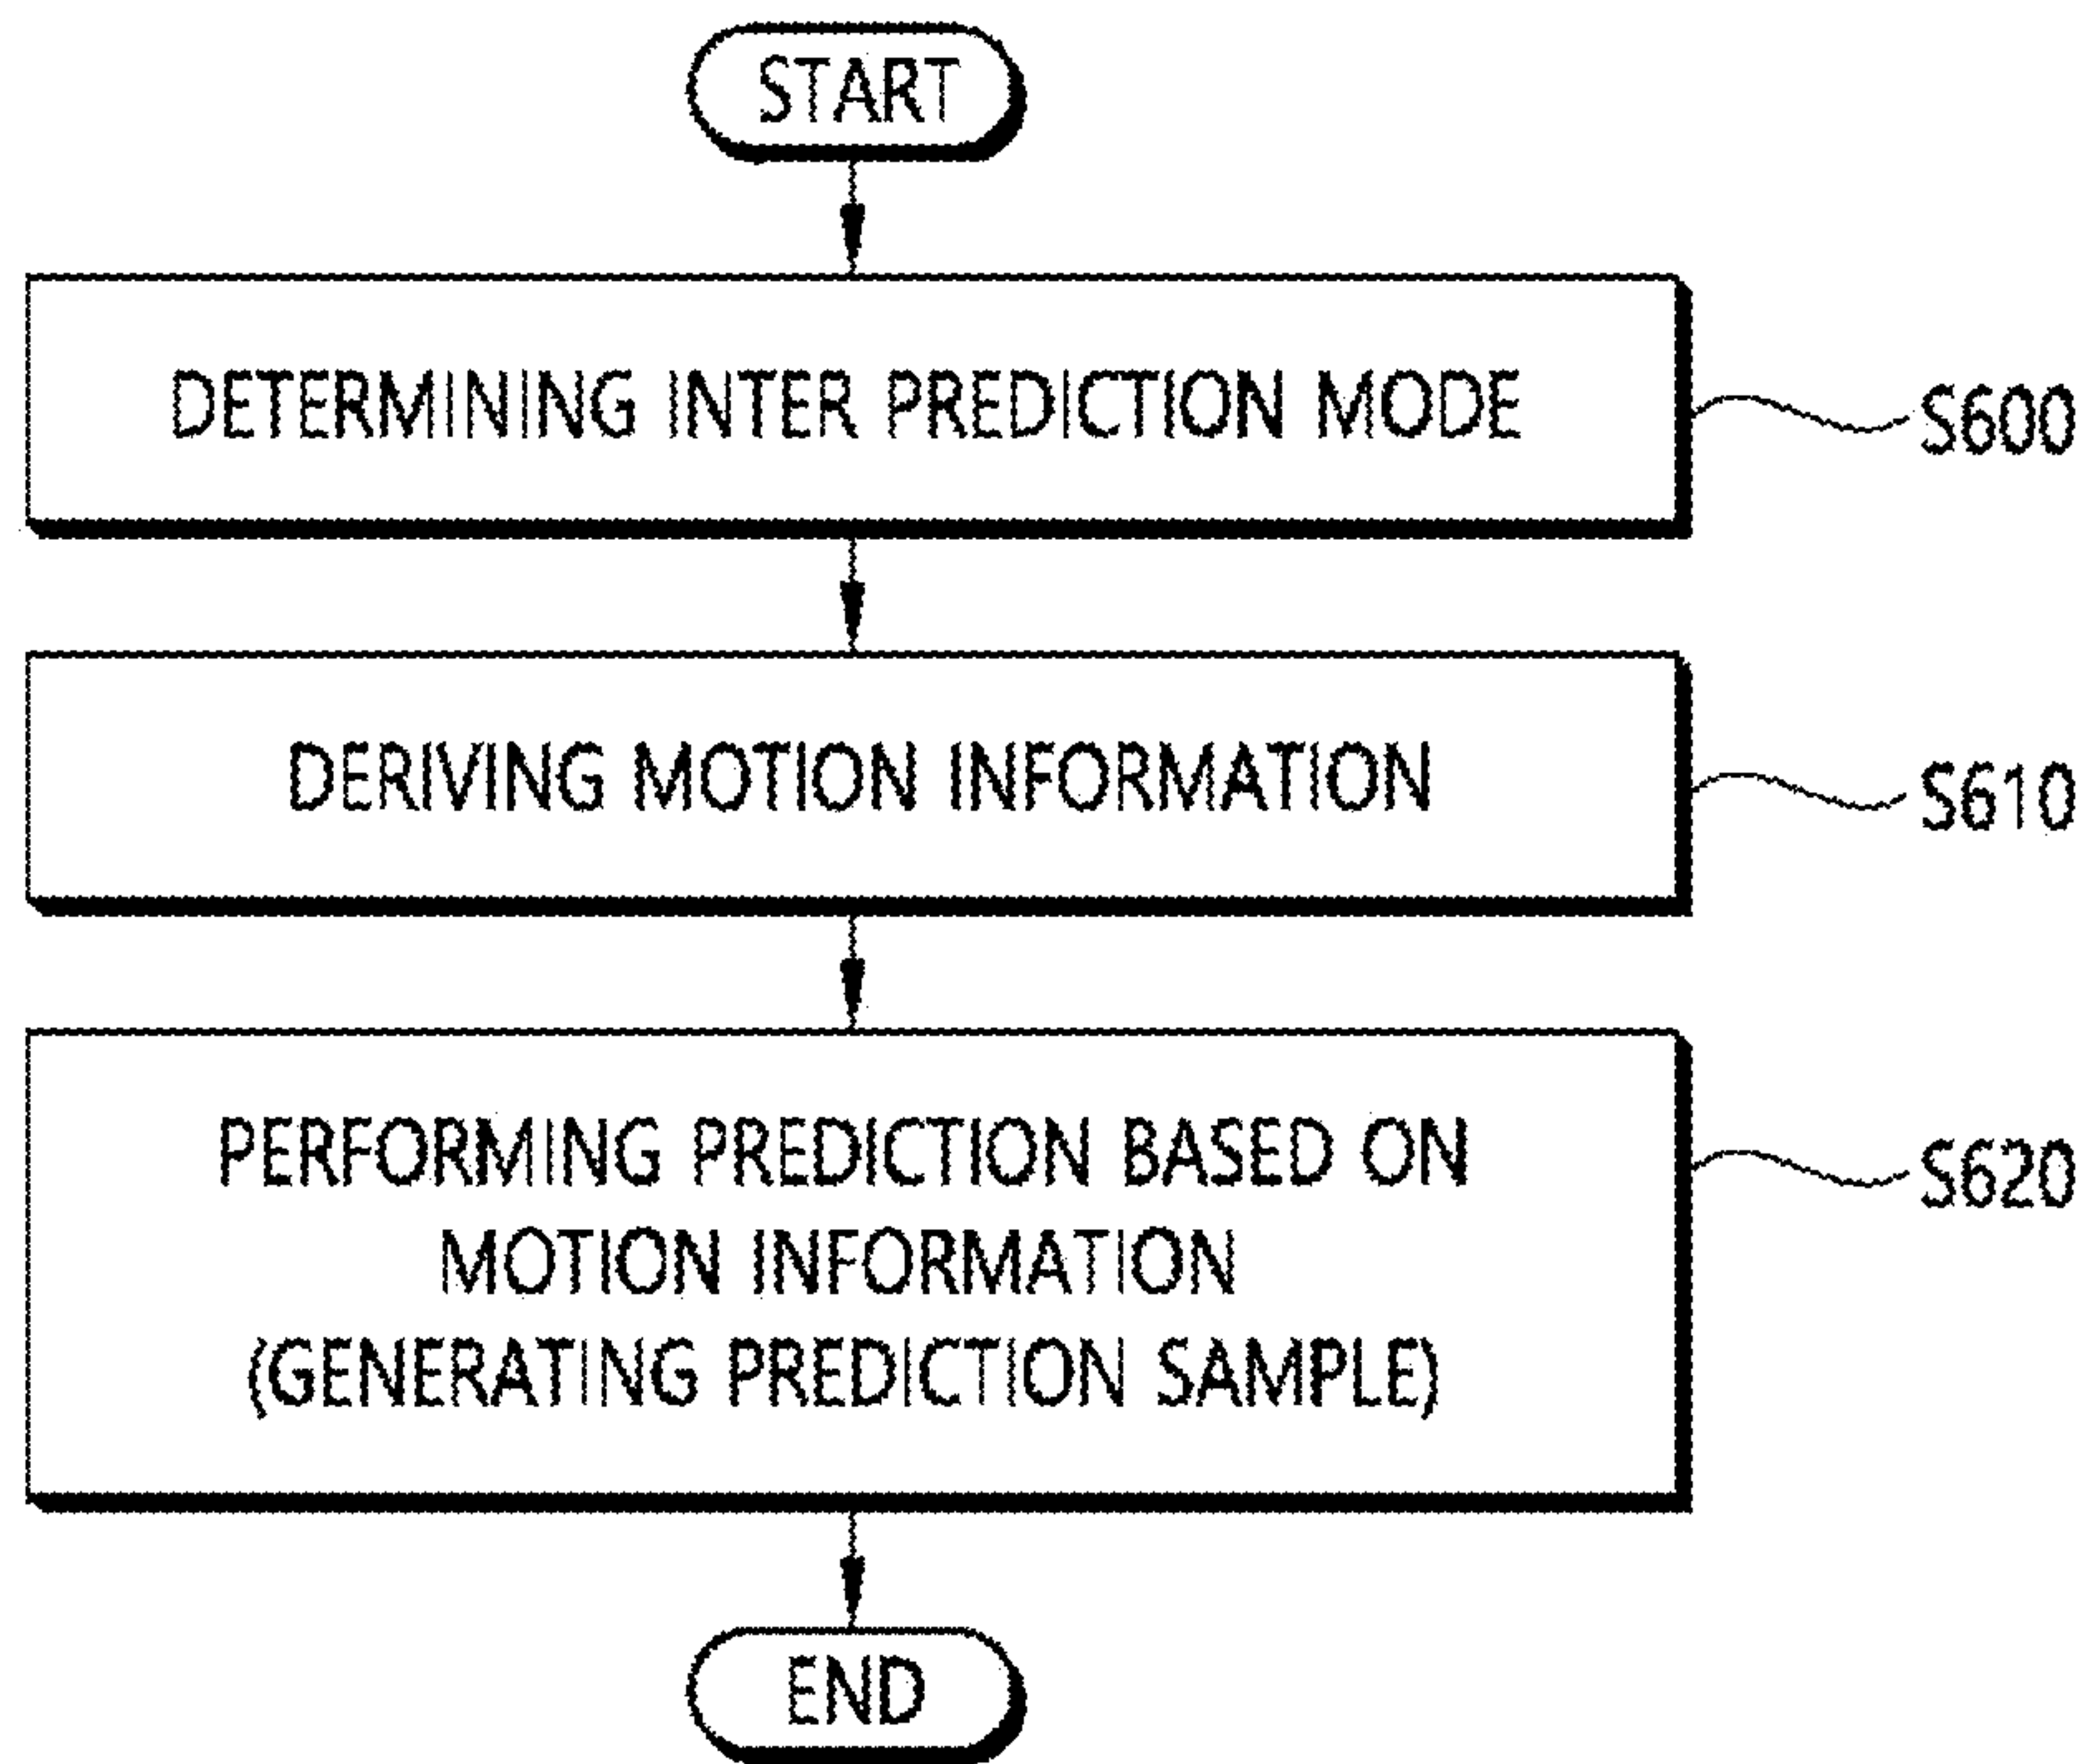 START
DETERMINING INTER PREDICTION MODE
S600
DERIVING MOTION INFORMATION
S610
PERFORMING PREDICTION BASED ON
MOTION INFORMATION
(GENERATING PREDICTION SAMPLE)
S620
END